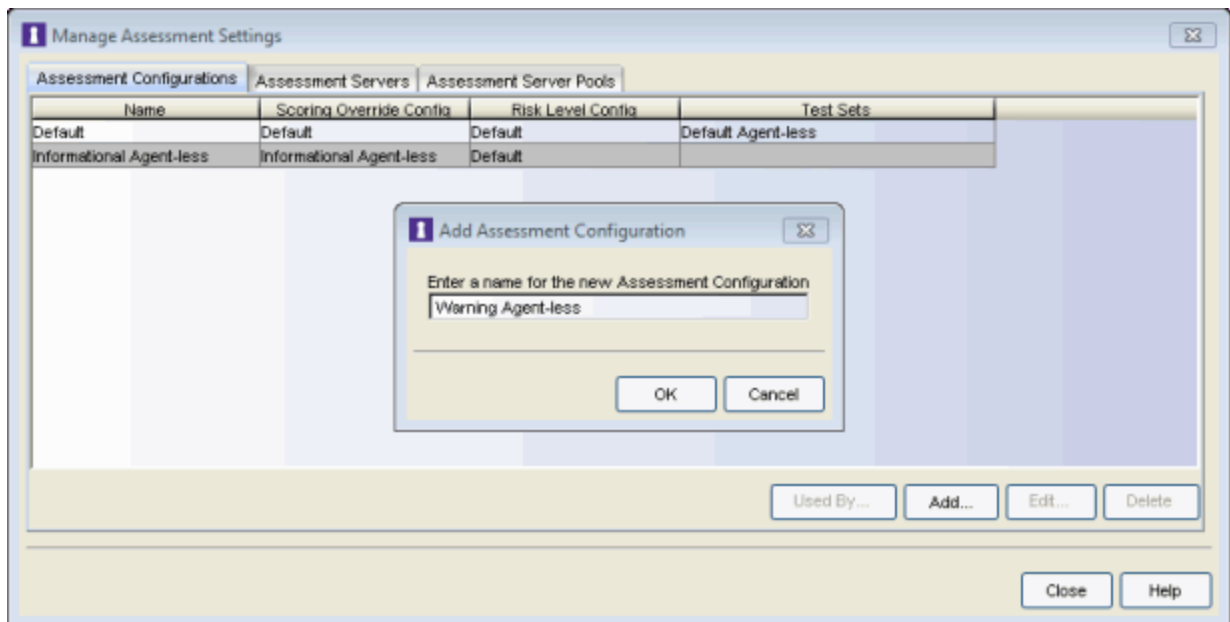 Manage Assessment Settings
Assessment Configurations Assessment Servers Assessment Server Pools
Name Scoring Override Config Risk Level Config Test Sets
Default Default Default Default Agent-less
Informational Agent-less Informational Agent-less Default
Add Assessment Configuration
Enter a name for the new Assessment Configuration
Warning Agent-less
OK Cancel
Used By... Add... Edit... Delete
Close Help